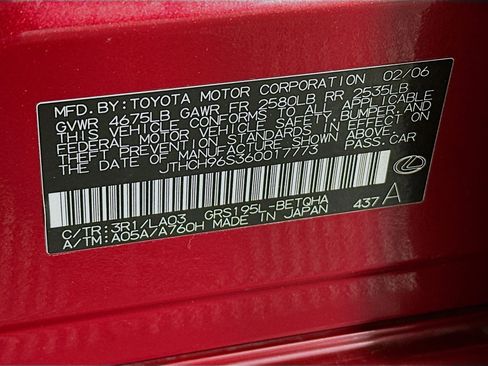 MFD.BY: TOYOTA MOTOR CORPORATION 02/06
GVWR 4675LB GAWR FR 2580LB RR 2535LB
THIS VEHICLE CONFORMS TO ALL APPLICABLE
FEDERAL MOTOR VEHICLE SAFETY, BUMPER, AND
THEFT PREVENTION STANDARDS IN EFFECT ON
THE DATE OF MANUFACTURE SHOWN ABOVE.
JTHCH96S360017773 PASS. CAR
C/TR: 3R1/LA03 GRS195L-BETQHA
A/TM: A05A/A760H MADE IN JAPAN 437 A